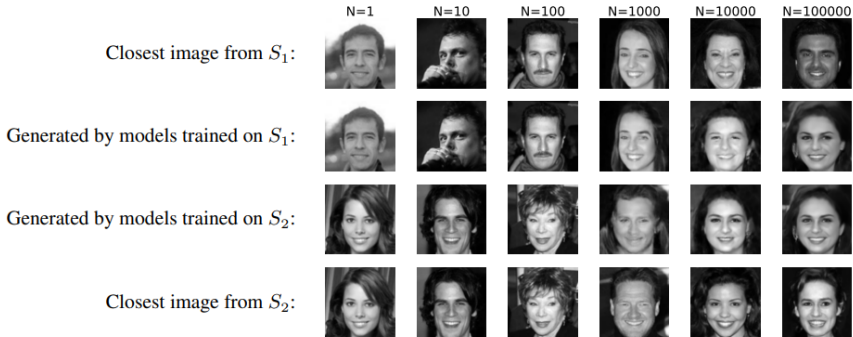 N=1 N=10 N=100 N=1000 N=10000 N=100000
Closest image from S₁:
Generated by models trained on S₁:
Generated by models trained on S₂:
Closest image from S₂: